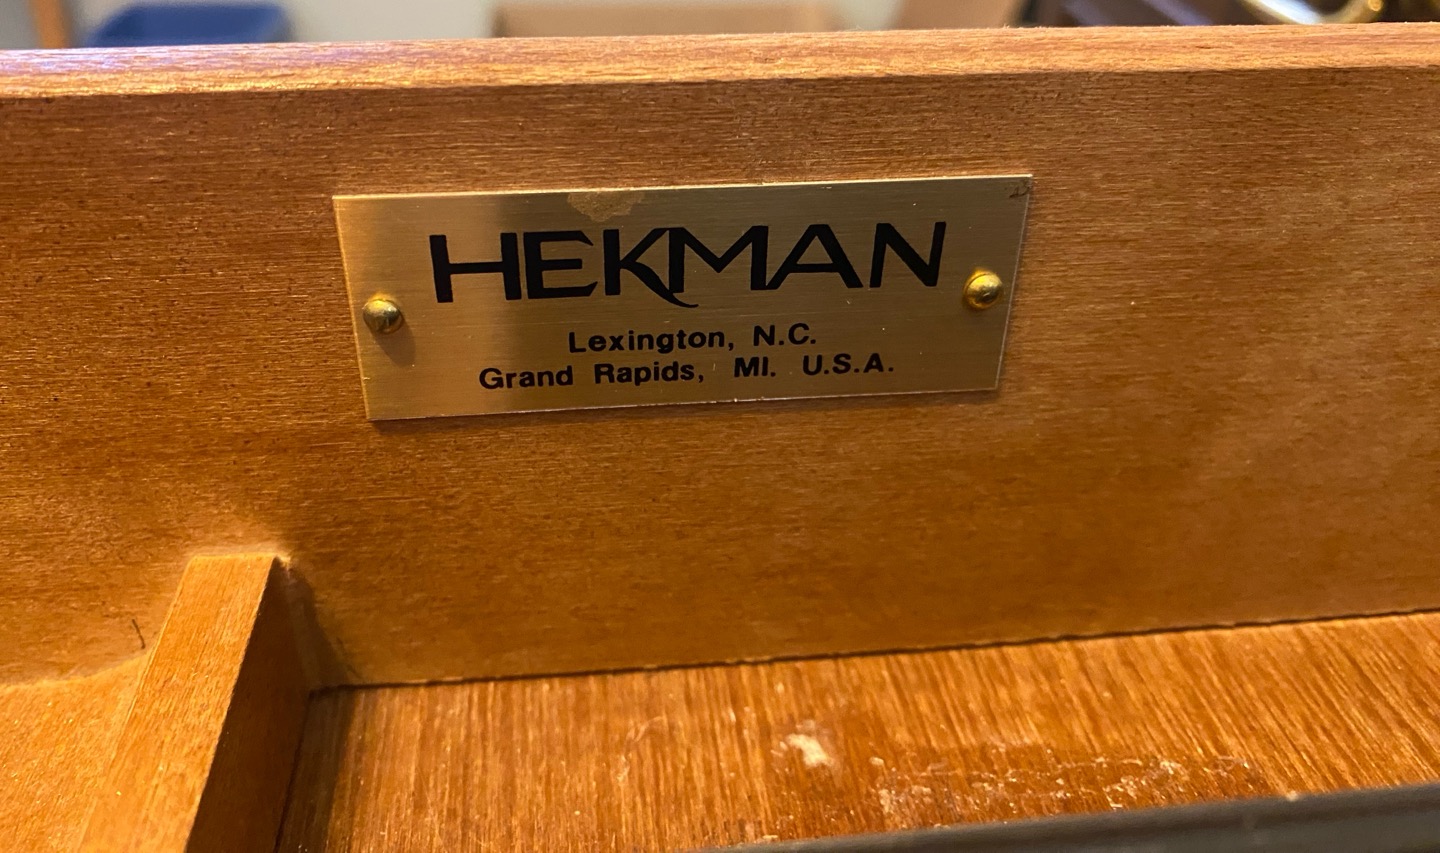 HEKMAN
Lexington, N.C.
Grand Rapids, MI. U.S.A.